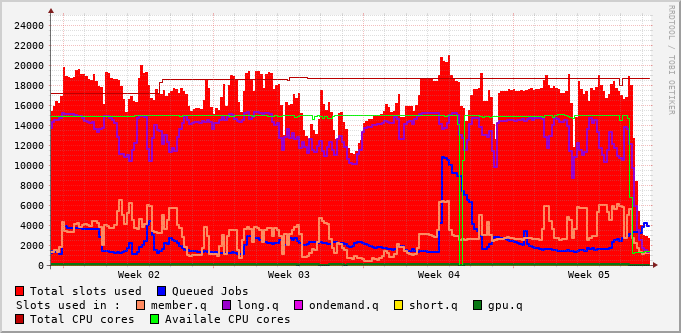 RRDTOOL / TOBI OETIKER
24000
22000
20000
18000
16000
14000
12000
10000
8000
6000
4000
2000
0
Week 02 Week 03 Week 04 Week 05
Total slots used Queued Jobs
Slots used in : member.q long.q ondemand.q short.q gpu.q
Total CPU cores Availale CPU cores